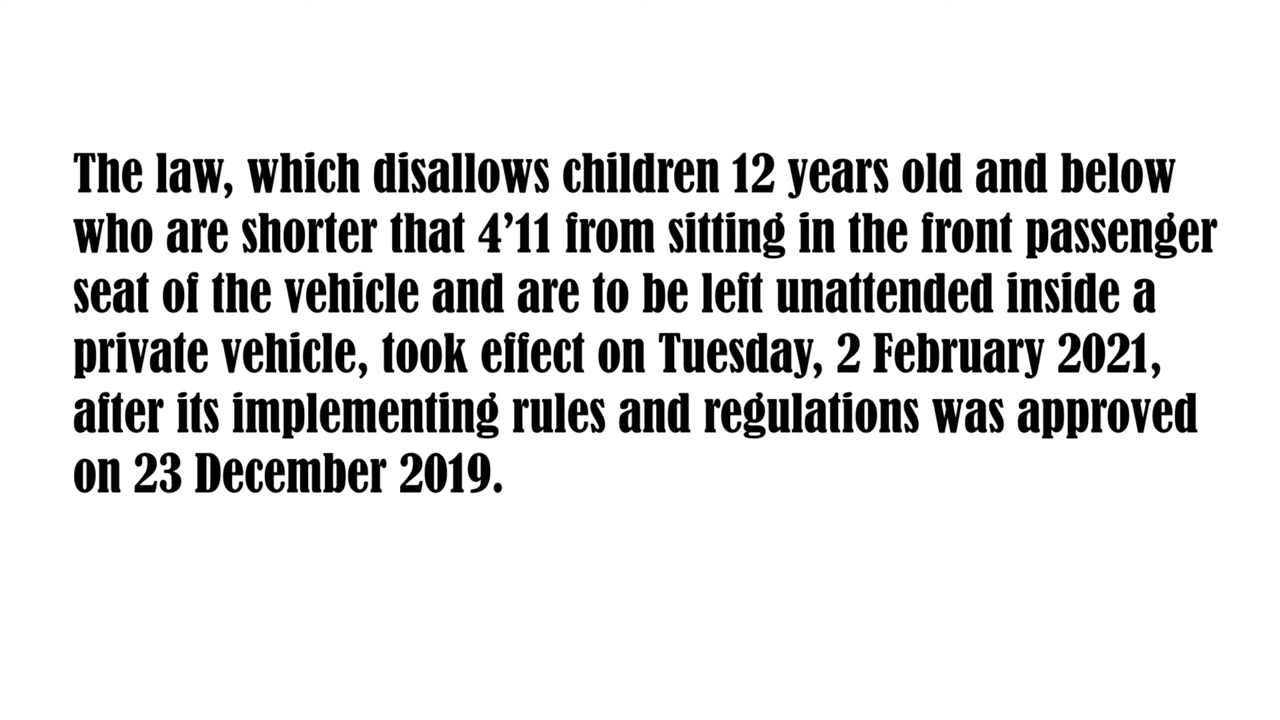 The law, which disallows children 12 years old and below
who are shorter that 4’11 from sitting in the front passenger
seat of the vehicle and are to be left unattended inside a
private vehicle, took effect on Tuesday, 2 February 2021,
after its implementing rules and regulations was approved
on 23 December 2019.